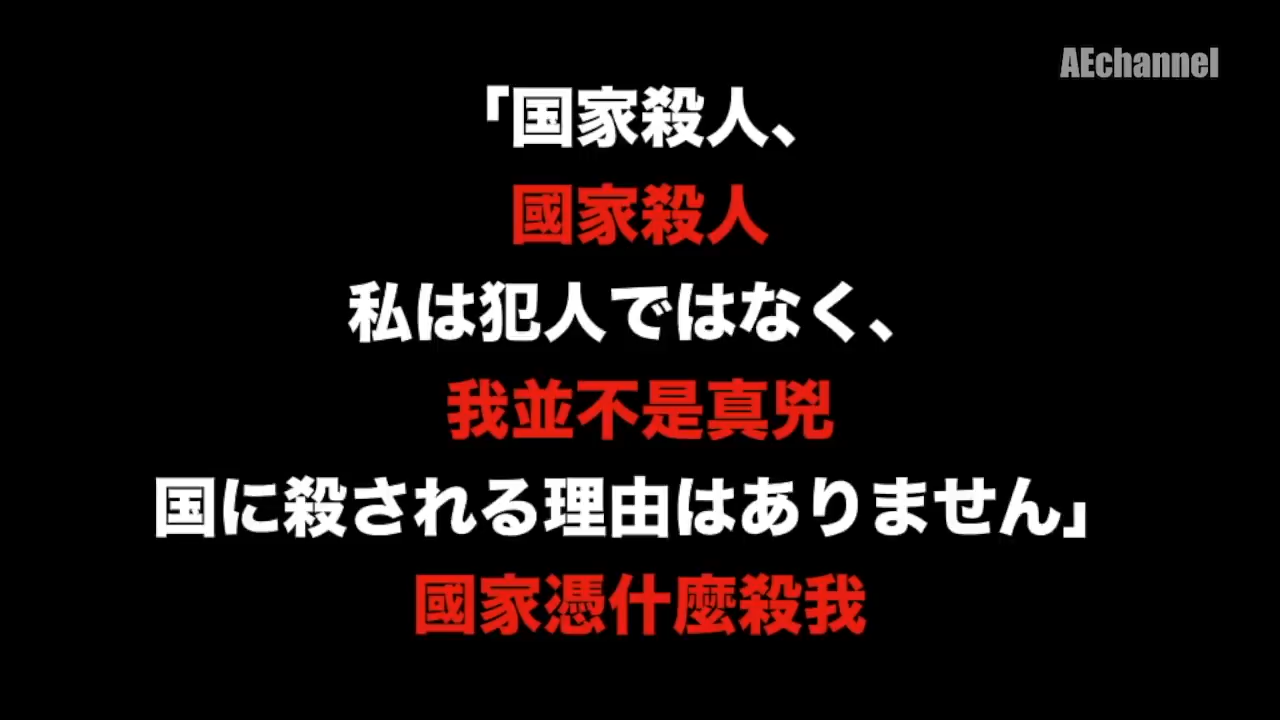 AEchannel
「国家殺人、
國家殺人
私は犯人ではなく、
我並不是真兇
国に殺される理由はありません」
國家憑什麼殺我